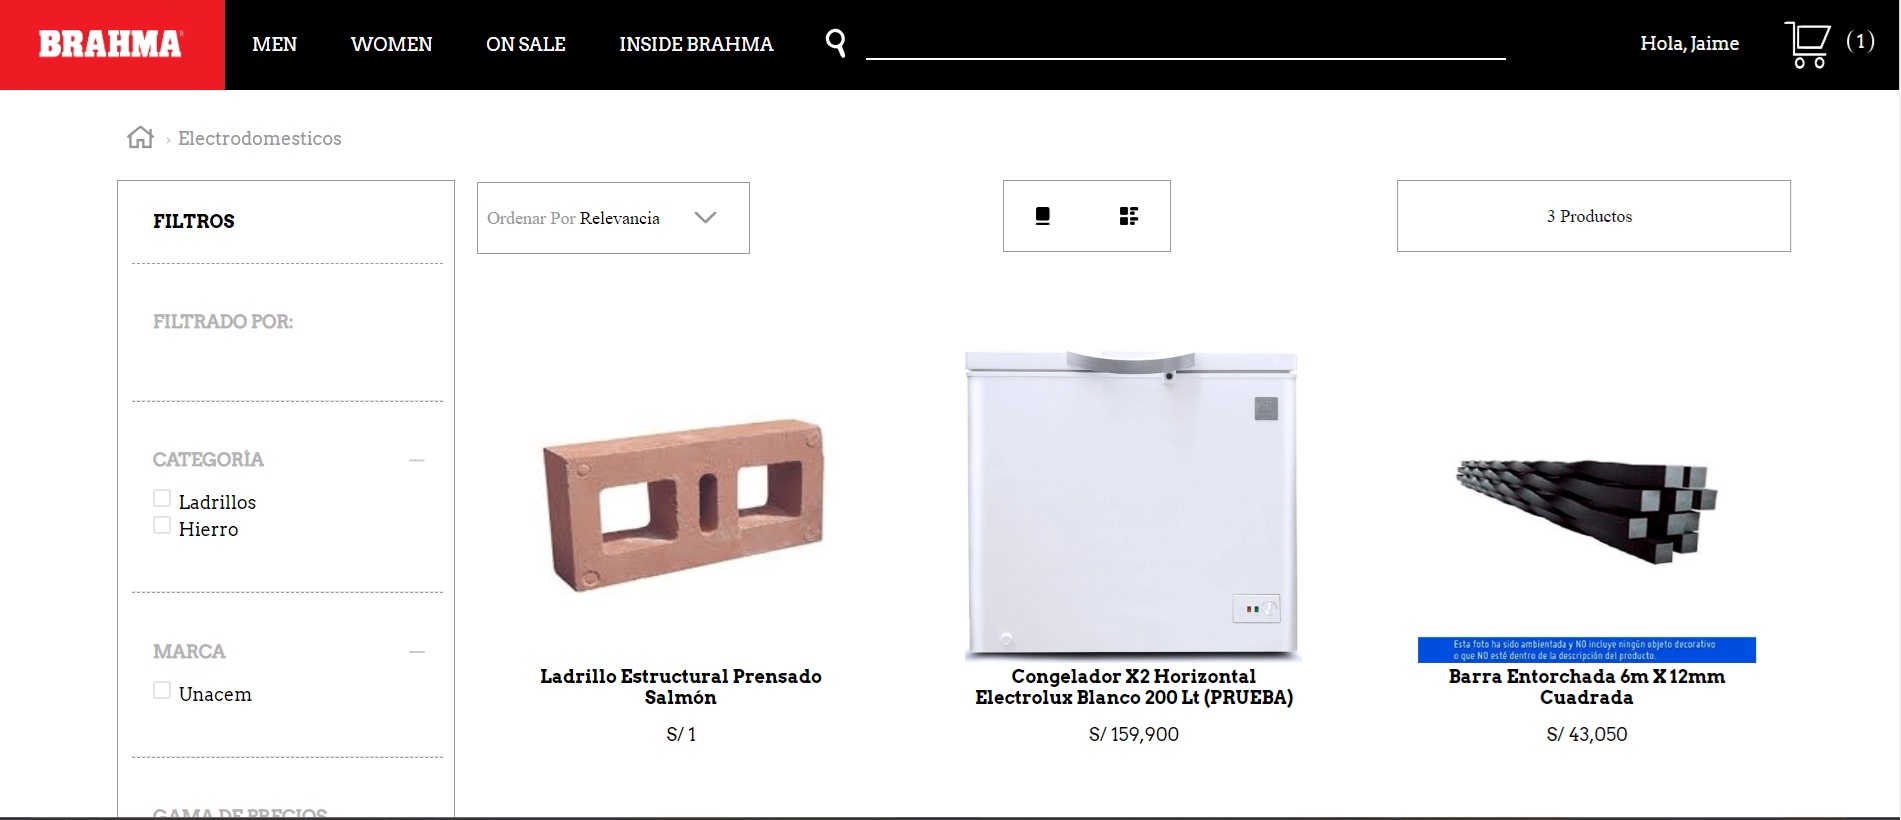 BRAHMA
MEN
WOMEN
ON SALE
INSIDE BRAHMA
Hola, Jaime
(1)
› Electrodomesticos
FILTROS
Ordenar Por Relevancia
3 Productos
FILTRADO POR:
CATEGORÍA
Ladrillos
Hierro
MARCA
Unacem
GAMA DE PRECIOS
Ladrillo Estructural Prensado
Salmón
S/ 1
Congelador X2 Horizontal
Electrolux Blanco 200 Lt (PRUEBA)
S/ 159,900
Esta foto ha sido ambientada y NO incluye ningún objeto decorativo
o que NO esté dentro de la descripción del producto.
Barra Entorchada 6m X 12mm
Cuadrada
S/ 43,050